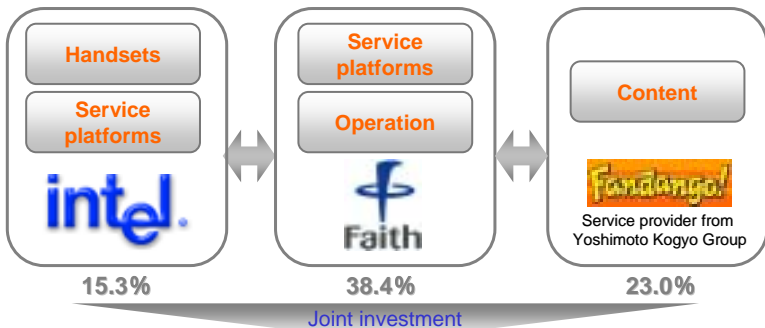 Handsets
Service
platforms
intel.
15.3%
Service
platforms
Operation
Faith
38.4%
Content
Fandango!
Service provider from
Yoshimoto Kogyo Group
23.0%
Joint investment